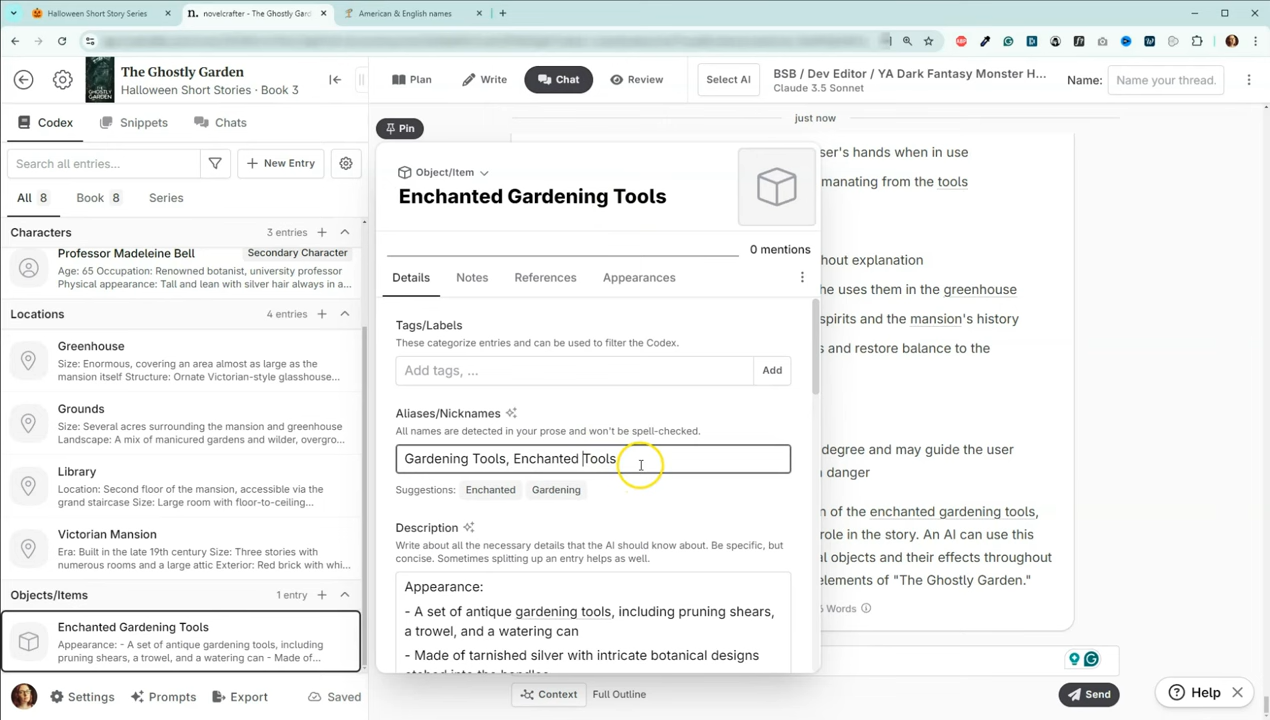 Halloween Short Story Series
novelcrafter - The Ghostly Gard
American & English names
The Ghostly Garden
Halloween Short Stories - Book 3
Plan
Write
Chat
Review
Select AI
BSB / Dev Editor / YA Dark Fantasy Monster H...
Claude 3.5 Sonnet
Name:
Name your thread.
Codex
Snippets
Chats
Search all entries...
+ New Entry
All 8
Book 8
Series
Characters
3 entries
Professor Madeleine Bell
Secondary Character
Age: 65 Occupation: Renowned botanist, university professor
Physical appearance: Tall and lean with silver hair always in a...
Locations
4 entries
Greenhouse
Size: Enormous, covering an area almost as large as the
mansion itself Structure: Ornate Victorian-style glasshouse...
Grounds
Size: Several acres surrounding the mansion and greenhouse
Landscape: A mix of manicured gardens and wilder, overgro...
Library
Location: Second floor of the mansion, accessible via the
grand staircase Size: Large room with floor-to-ceiling...
Victorian Mansion
Era: Built in the late 19th century Size: Three stories with
numerous rooms and a large attic Exterior: Red brick with whi...
Objects/Items
1 entry
Enchanted Gardening Tools
Appearance: - A set of antique gardening tools, including
pruning shears, a trowel, and a watering can - Made of...
Settings
Prompts
Export
Saved
Pin
Object/Item
Enchanted Gardening Tools
0 mentions
Details
Notes
References
Appearances
Tags/Labels
These categorize entries and can be used to filter the Codex.
Add tags, ...
Add
Aliases/Nicknames
All names are detected in your prose and won't be spell-checked.
Gardening Tools, Enchanted Tools
Suggestions:
Enchanted
Gardening
Description
Write about all the necessary details that the AI should know about. Be specific, but
concise. Sometimes splitting up an entry helps as well.
Appearance:
- A set of antique gardening tools, including pruning shears,
a trowel, and a watering can
- Made of tarnished silver with intricate botanical designs
just now
ser's hands when in use
manating from the tools
hout explanation
he uses them in the greenhouse
spirits and the mansion's history
s and restore balance to the
degree and may guide the user
n danger
n of the enchanted gardening tools,
role in the story. An AI can use this
al objects and their effects throughout
elements of "The Ghostly Garden."
Words
Context
Full Outline
Send
Help